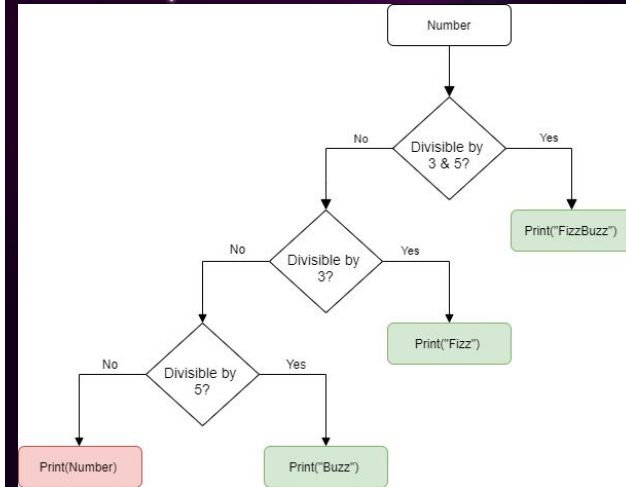 Number
No
Divisible by
3 & 5?
Yes
Print("FizzBuzz")
No
Divisible by
3?
Yes
Print("Fizz")
No
Divisible by
5?
Yes
Print(Number)
Print("Buzz")